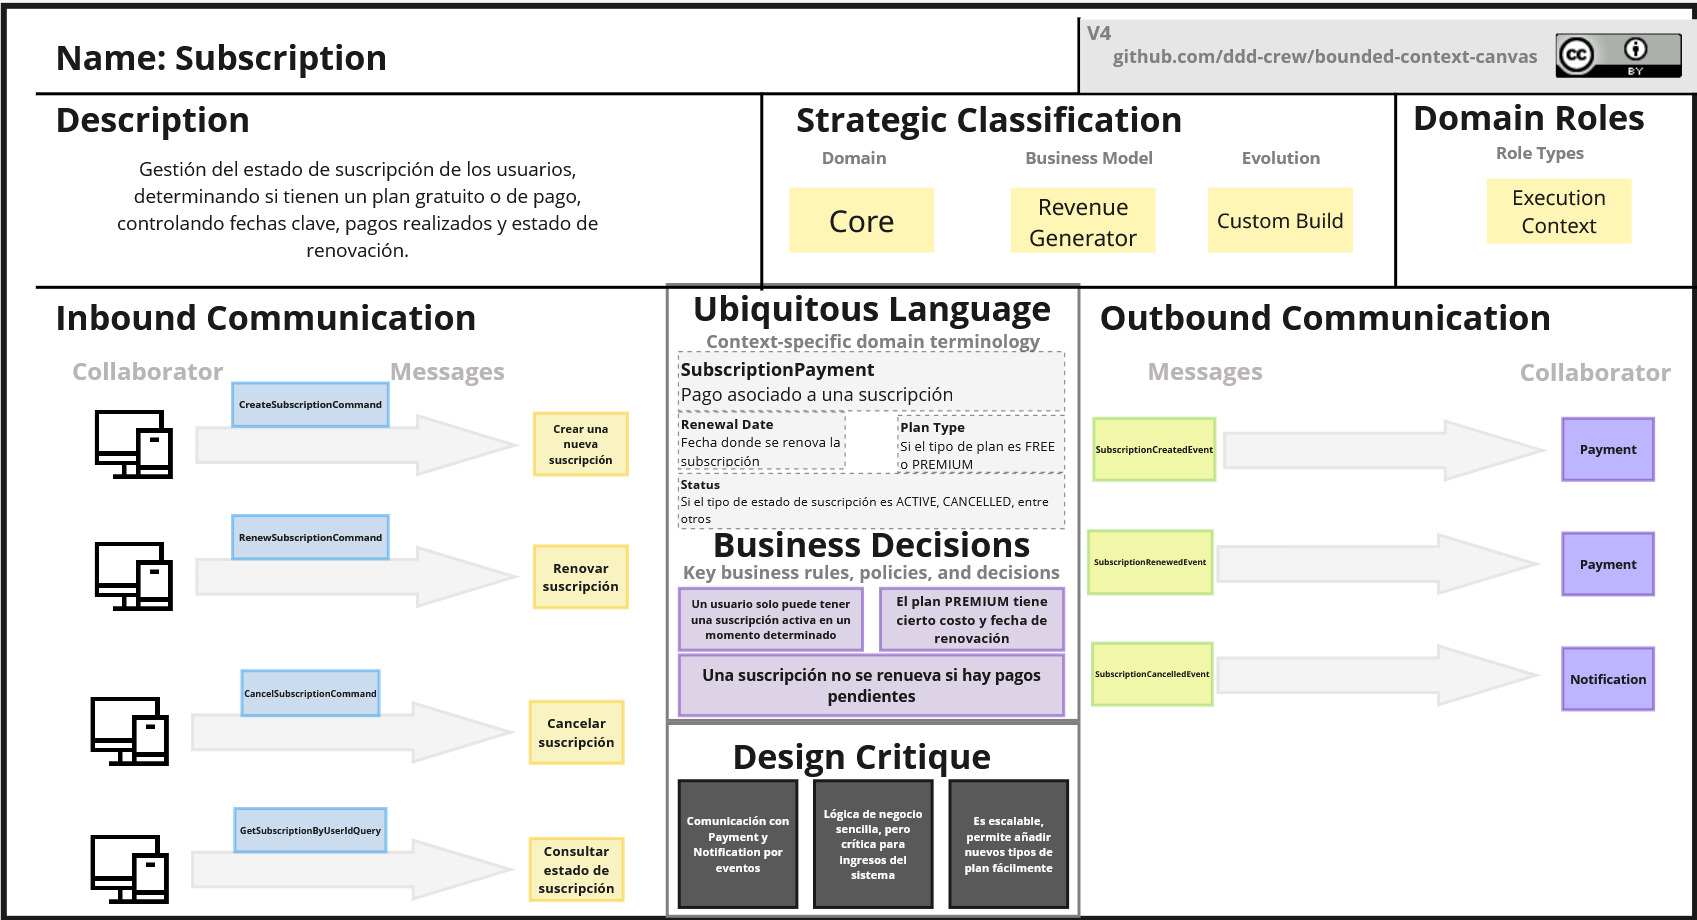 Name: Subscription
V4
github.com/ddd-crew/bounded-context-canvas
cc
BY
Description
Gestión del estado de suscripción de los usuarios,
determinando si tienen un plan gratuito o de pago,
controlando fechas clave, pagos realizados y estado de
renovación.
Strategic Classification
Domain
Business Model
Evolution
Core
Revenue
Generator
Custom Build
Domain Roles
Role Types
Execution
Context
Inbound Communication
Collaborator
Messages
CreateSubscriptionCommand
Crear una
nueva
suscripción
RenewSubscriptionCommand
Renovar
suscripción
CancelSubscriptionCommand
Cancelar
suscripción
GetSubscriptionByUserIdQuery
Consultar
estado de
suscripción
Ubiquitous Language
Context-specific domain terminology
SubscriptionPayment
Pago asociado a una suscripción
Renewal Date
Fecha donde se renova la
subscripción
Plan Type
Si el tipo de plan es FREE
o PREMIUM
Status
Si el tipo de estado de suscripción es ACTIVE, CANCELLED, entre
otros
Business Decisions
Key business rules, policies, and decisions
Un usuario solo puede tener
una suscripción activa en un
momento determinado
El plan PREMIUM tiene
cierto costo y fecha de
renovación
Una suscripción no se renueva si hay pagos
pendientes
Design Critique
Comunicación con
Payment y
Notification por
eventos
Lógica de negocio
sencilla, pero
crítica para
ingresos del
sistema
Es escalable,
permite añadir
nuevos tipos de
plan fácilmente
Outbound Communication
Messages
Collaborator
SubscriptionCreatedEvent
Payment
SubscriptionRenewedEvent
Payment
SubscriptionCancelledEvent
Notification